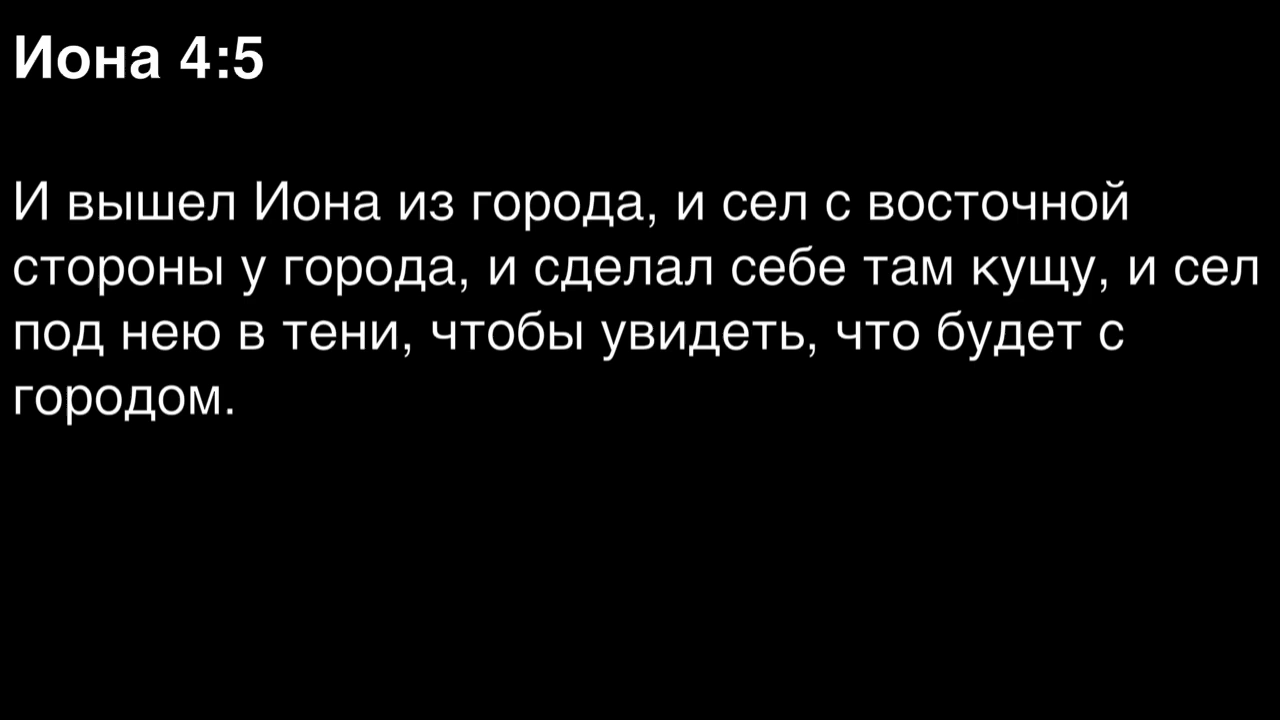 Иона 4:5
И вышел Иона из города, и сел с восточной
стороны у города, и сделал себе там кущу, и сел
под нею в тени, чтобы увидеть, что будет с
городом.